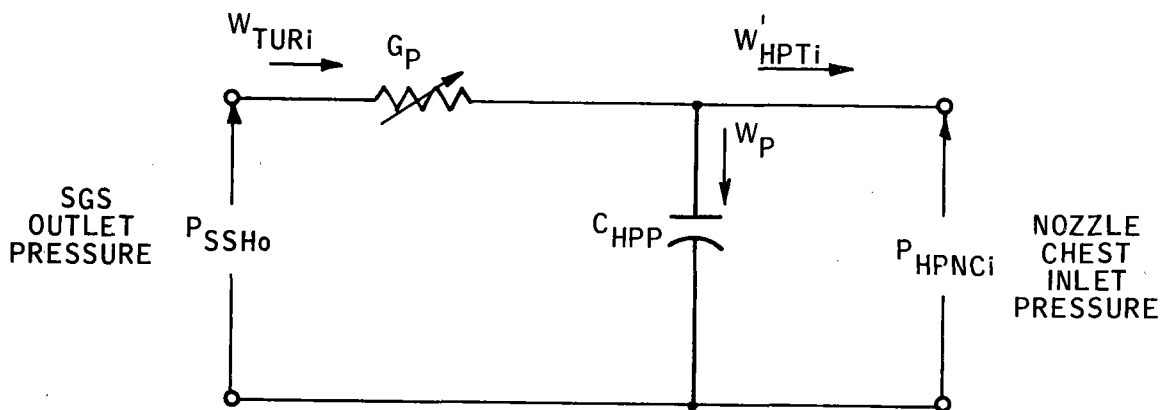 W_TURi
G_P
W'_HPTi
W_P
SGS
OUTLET
PRESSURE
P_SSHo
C_HPP
P_HPNCi
NOZZLE
CHEST
INLET
PRESSURE